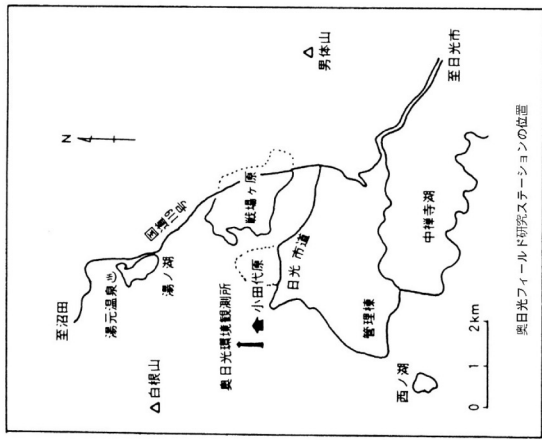 N
至沼田
湯元温泉
湯ノ湖
国道120号
△白根山
戦場ヶ原
△男体山
奥日光環境観測所
小田代原
日光市道
管理棟
西ノ湖
中禅寺湖
至日光市
0 1 2km
奥日光フィールド研究ステーションの位置